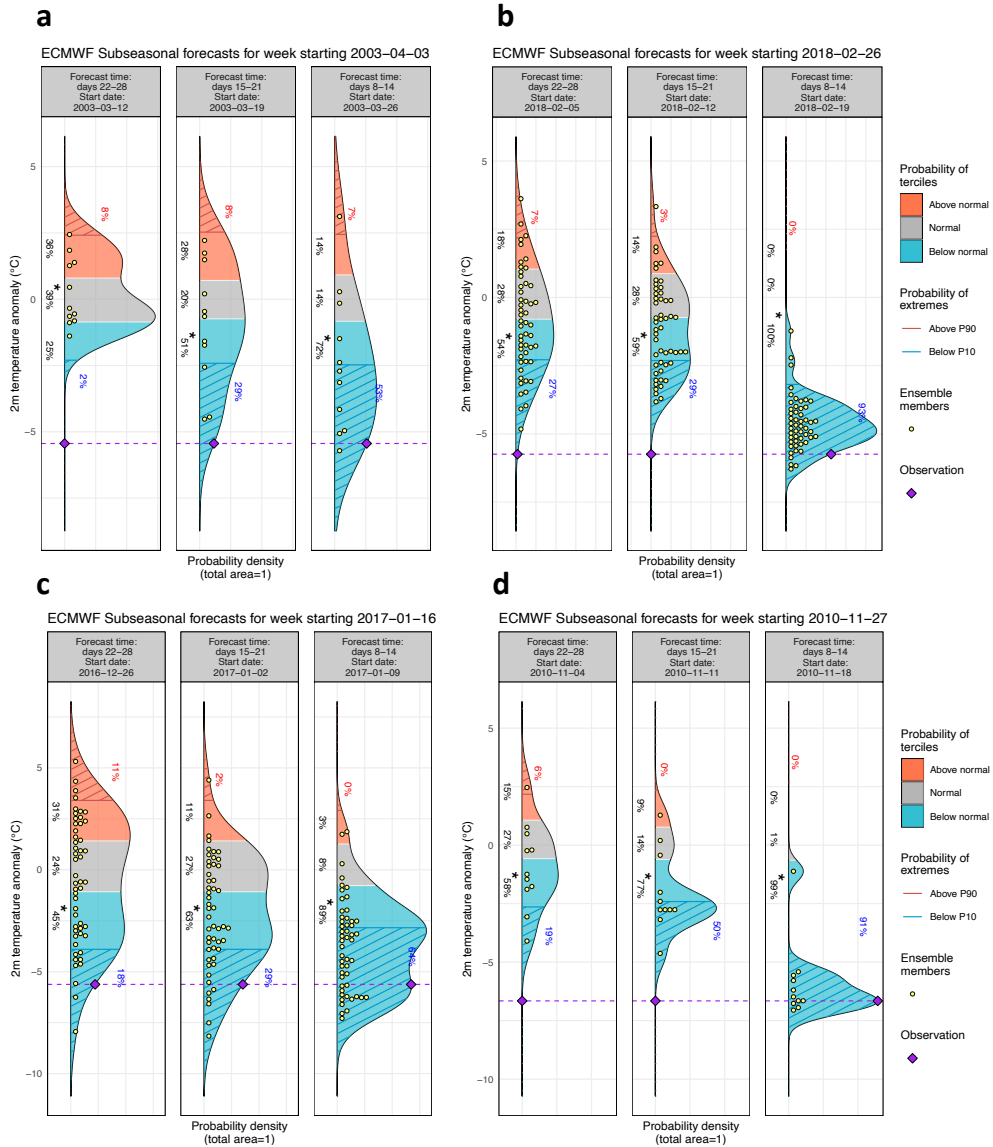 a
ECMWF Subseasonal forecasts for week starting 2003−04−03
Forecast time:
days 22−28
Start date:
2003−03−12
Forecast time:
days 15−21
Start date:
2003−03−19
Forecast time:
days 8−14
Start date:
2003−03−26
2m temperature anomaly (°C)
5
0
−5
8%
36%
39%
25%
2%
8%
28%
20%
51%
29%
7%
14%
14%
72%
53%
*
*
*
Probability density
(total area=1)
b
ECMWF Subseasonal forecasts for week starting 2018−02−26
Forecast time:
days 22−28
Start date:
2018−02−05
Forecast time:
days 15−21
Start date:
2018−02−12
Forecast time:
days 8−14
Start date:
2018−02−19
2m temperature anomaly (°C)
5
0
−5
7%
18%
28%
54%
27%
3%
14%
28%
59%
29%
0%
0%
0%
100%
93%
*
*
*
Probability density
(total area=1)
Probability of
terciles
Above normal
Normal
Below normal
Probability of
extremes
Above P90
Below P10
Ensemble
members
Observation
c
ECMWF Subseasonal forecasts for week starting 2017−01−16
Forecast time:
days 22−28
Start date:
2016−12−26
Forecast time:
days 15−21
Start date:
2017−01−02
Forecast time:
days 8−14
Start date:
2017−01−09
2m temperature anomaly (°C)
5
0
−5
−10
11%
31%
24%
45%
18%
2%
11%
27%
63%
29%
0%
3%
8%
89%
64%
*
*
*
Probability density
(total area=1)
d
ECMWF Subseasonal forecasts for week starting 2010−11−27
Forecast time:
days 22−28
Start date:
2010−11−04
Forecast time:
days 15−21
Start date:
2010−11−11
Forecast time:
days 8−14
Start date:
2010−11−18
2m temperature anomaly (°C)
5
0
−5
−10
6%
15%
27%
58%
19%
0%
9%
14%
77%
50%
0%
0%
1%
99%
91%
*
*
*
Probability density
(total area=1)
Probability of
terciles
Above normal
Normal
Below normal
Probability of
extremes
Above P90
Below P10
Ensemble
members
Observation